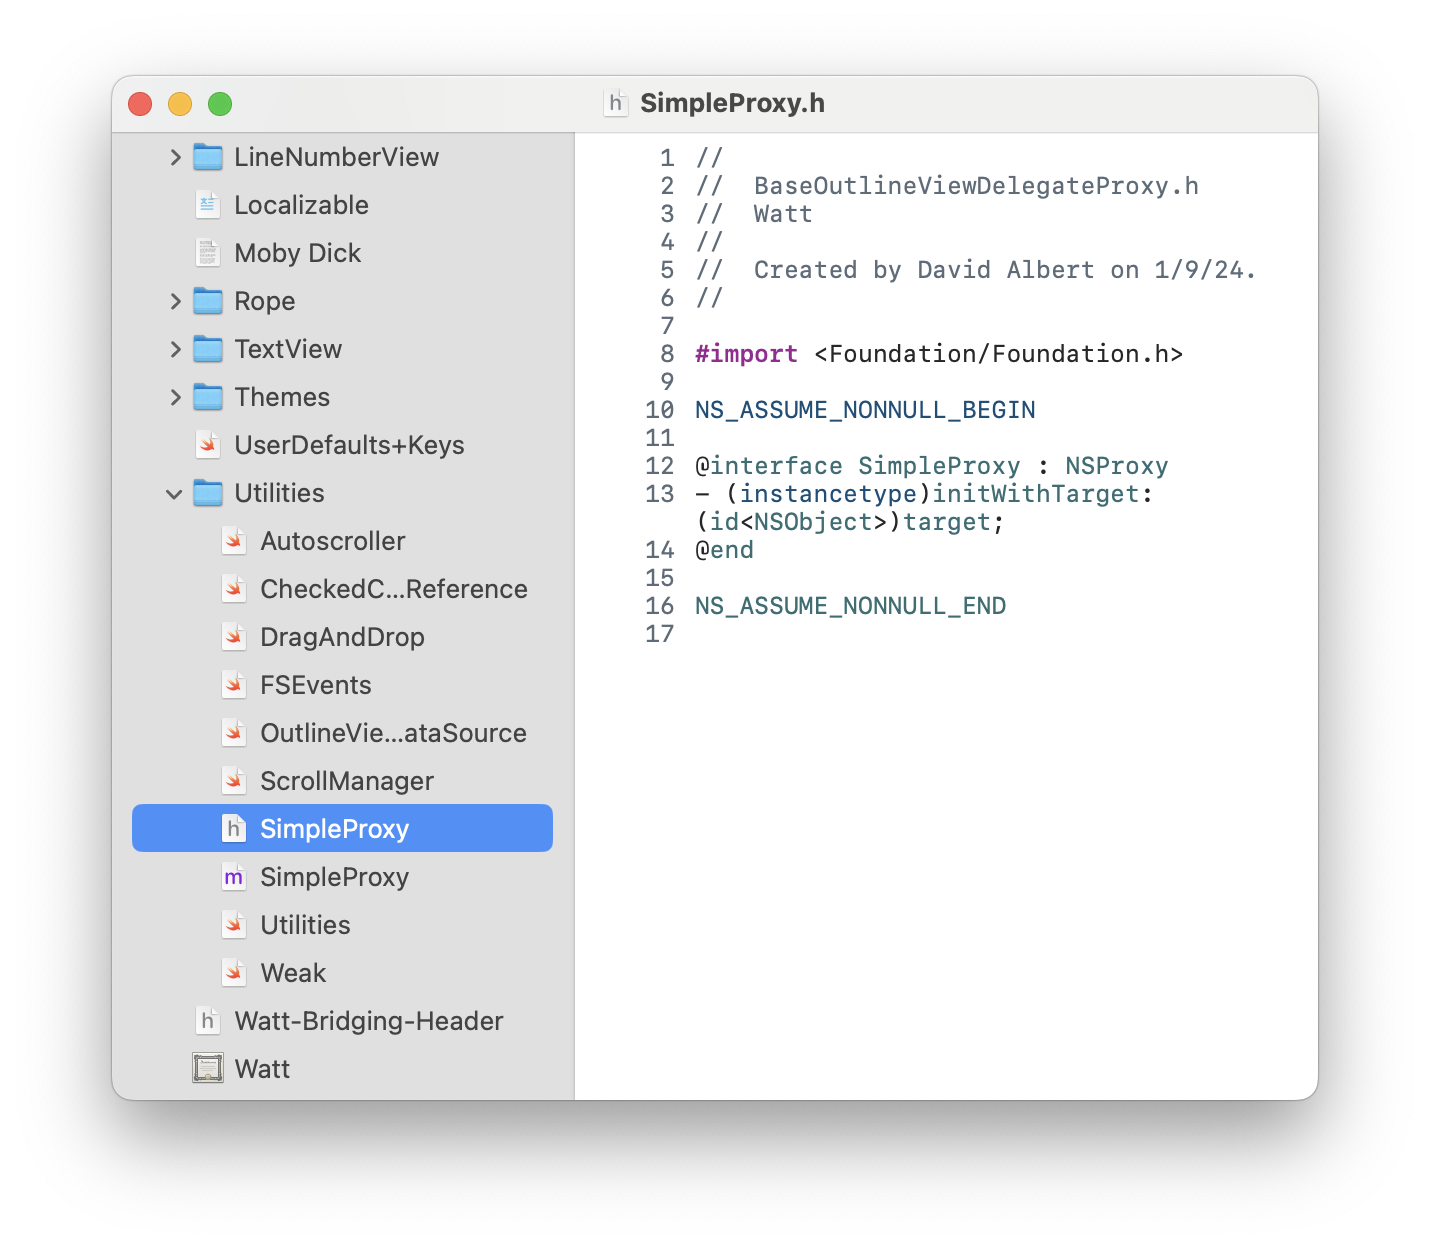 h SimpleProxy.h
LineNumberView
Localizable
Moby Dick
Rope
TextView
Themes
UserDefaults+Keys
Utilities
Autoscroller
CheckedC...Reference
DragAndDrop
FSEvents
OutlineVie...ataSource
ScrollManager
h SimpleProxy
m SimpleProxy
Utilities
Weak
h Watt-Bridging-Header
Watt
1 //
2 //  BaseOutlineViewDelegateProxy.h
3 //  Watt
4 //
5 //  Created by David Albert on 1/9/24.
6 //
7
8 #import <Foundation/Foundation.h>
9
10 NS_ASSUME_NONNULL_BEGIN
11
12 @interface SimpleProxy : NSProxy
13 - (instancetype)initWithTarget:
(id<NSObject>)target;
14 @end
15
16 NS_ASSUME_NONNULL_END
17